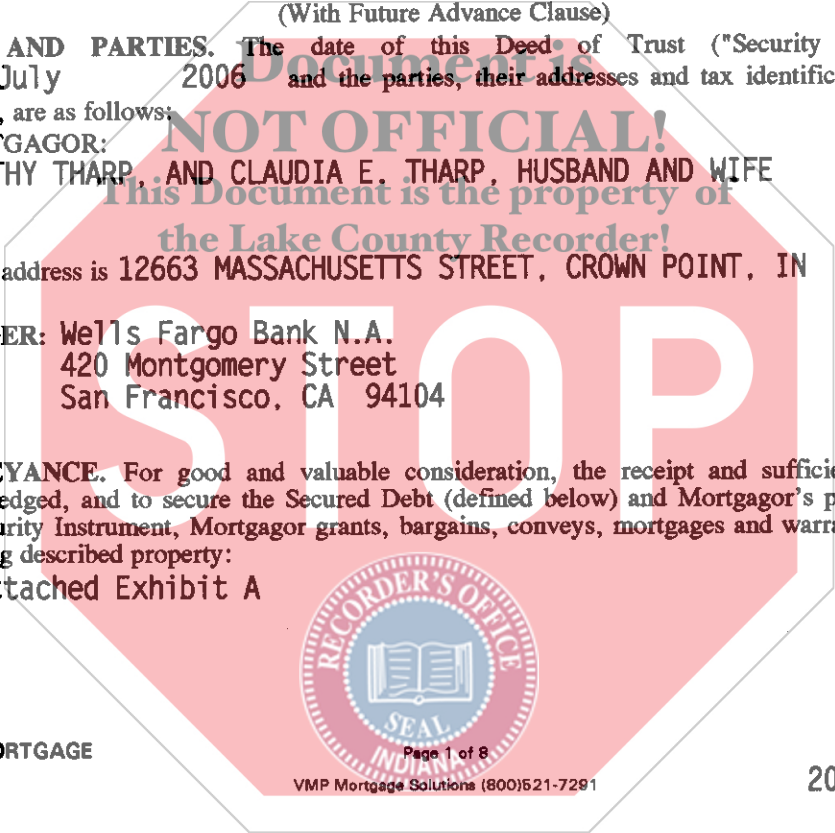 (With Future Advance Clause)
AND PARTIES. The date of this Deed of Trust ("Security
July 2006 and the parties, their addresses and tax identific
, are as follows:
TGAGOR:
THY THARP, AND CLAUDIA E. THARP, HUSBAND AND WIFE
Document is
NOT OFFICIAL!
This Document is the property of
the Lake County Recorder!
address is 12663 MASSACHUSETTS STREET, CROWN POINT, IN
ER: Wells Fargo Bank N.A.
420 Montgomery Street
San Francisco, CA 94104
STOP
EYANCE. For good and valuable consideration, the receipt and sufficie
edged, and to secure the Secured Debt (defined below) and Mortgagor's p
urity Instrument, Mortgagor grants, bargains, conveys, mortgages and warra
g described property:
ttached Exhibit A
RECORDER'S OFFICE
SEAL
INDIANA
ORTGAGE
Page 1 of 8
VMP Mortgage Solutions (800)521-7291
20